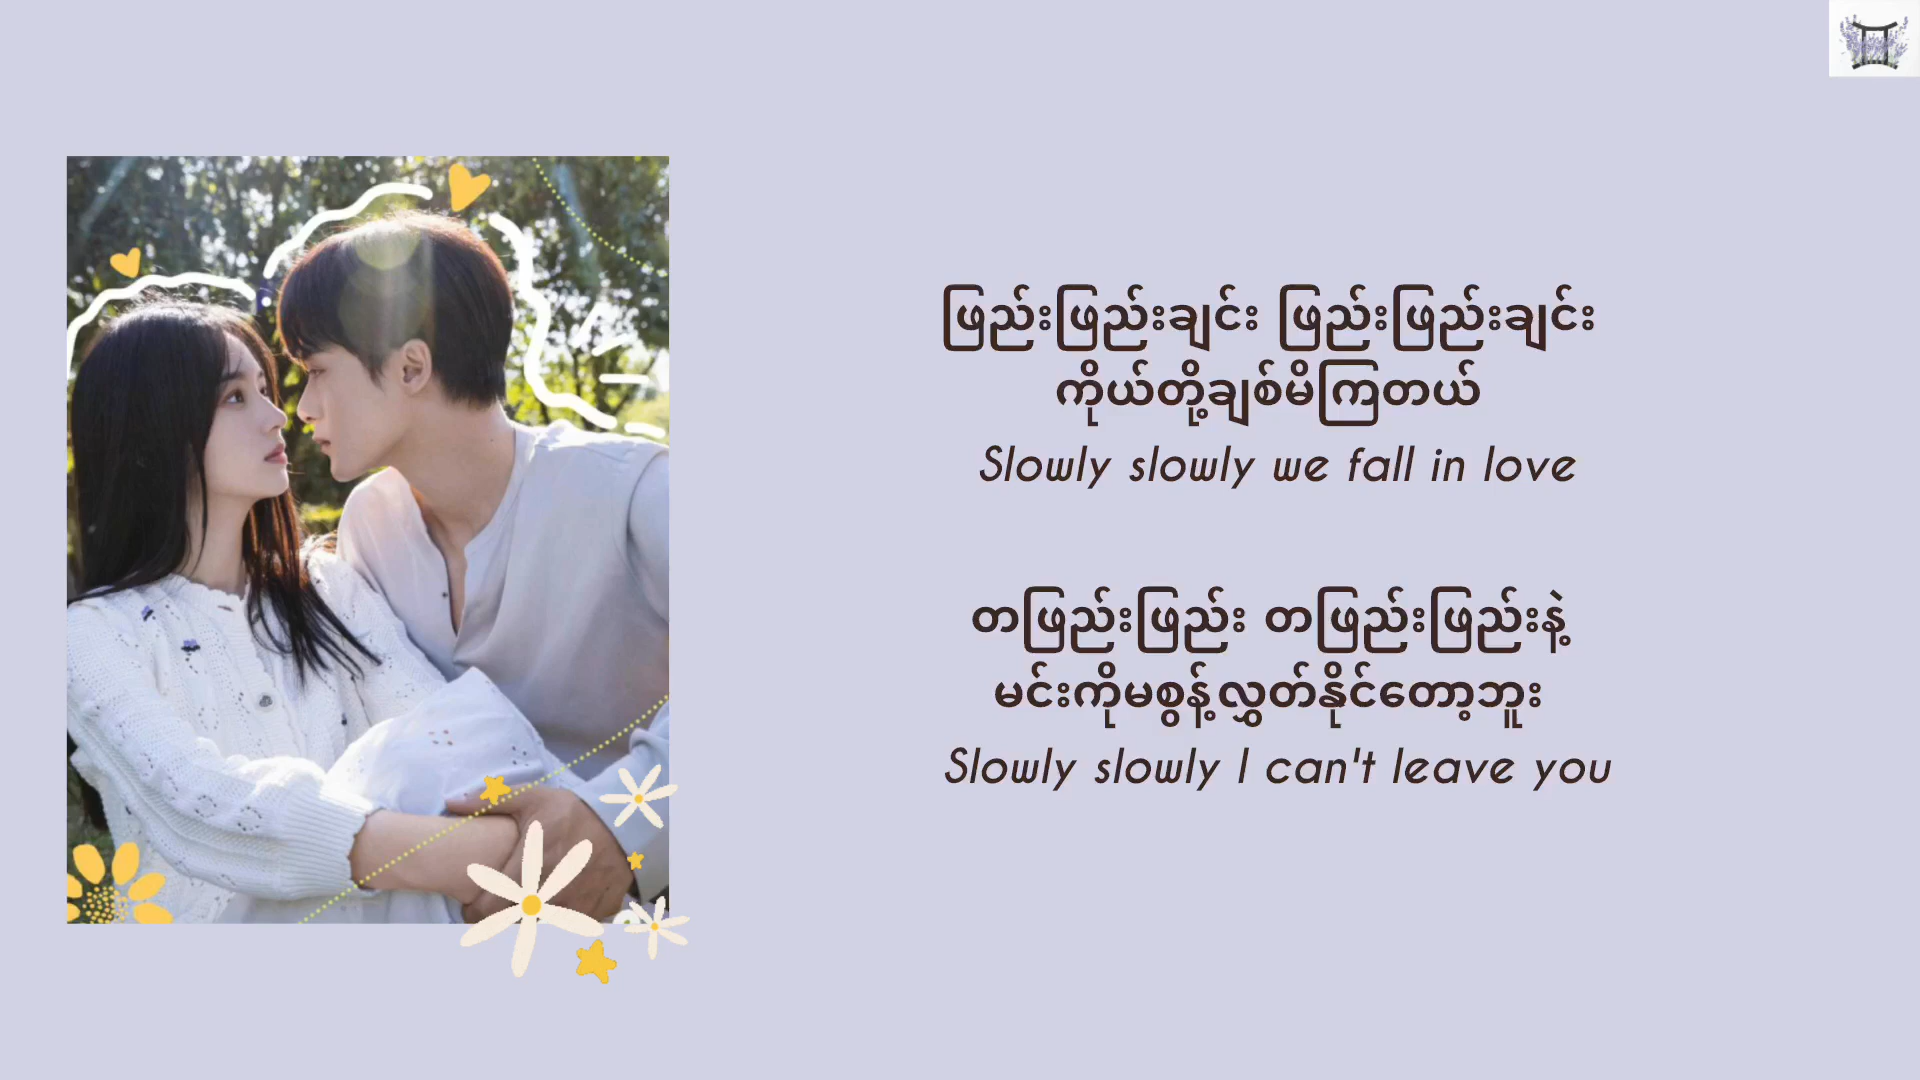 ဖြည်းဖြည်းချင်း ဖြည်းဖြည်းချင်း
ကိုယ်တို့ချစ်မိကြတယ်
Slowly slowly we fall in love
တဖြည်းဖြည်း တဖြည်းဖြည်းနဲ့
မင်းကိုမစွန့်လွှတ်နိုင်တော့ဘူး
Slowly slowly I can't leave you